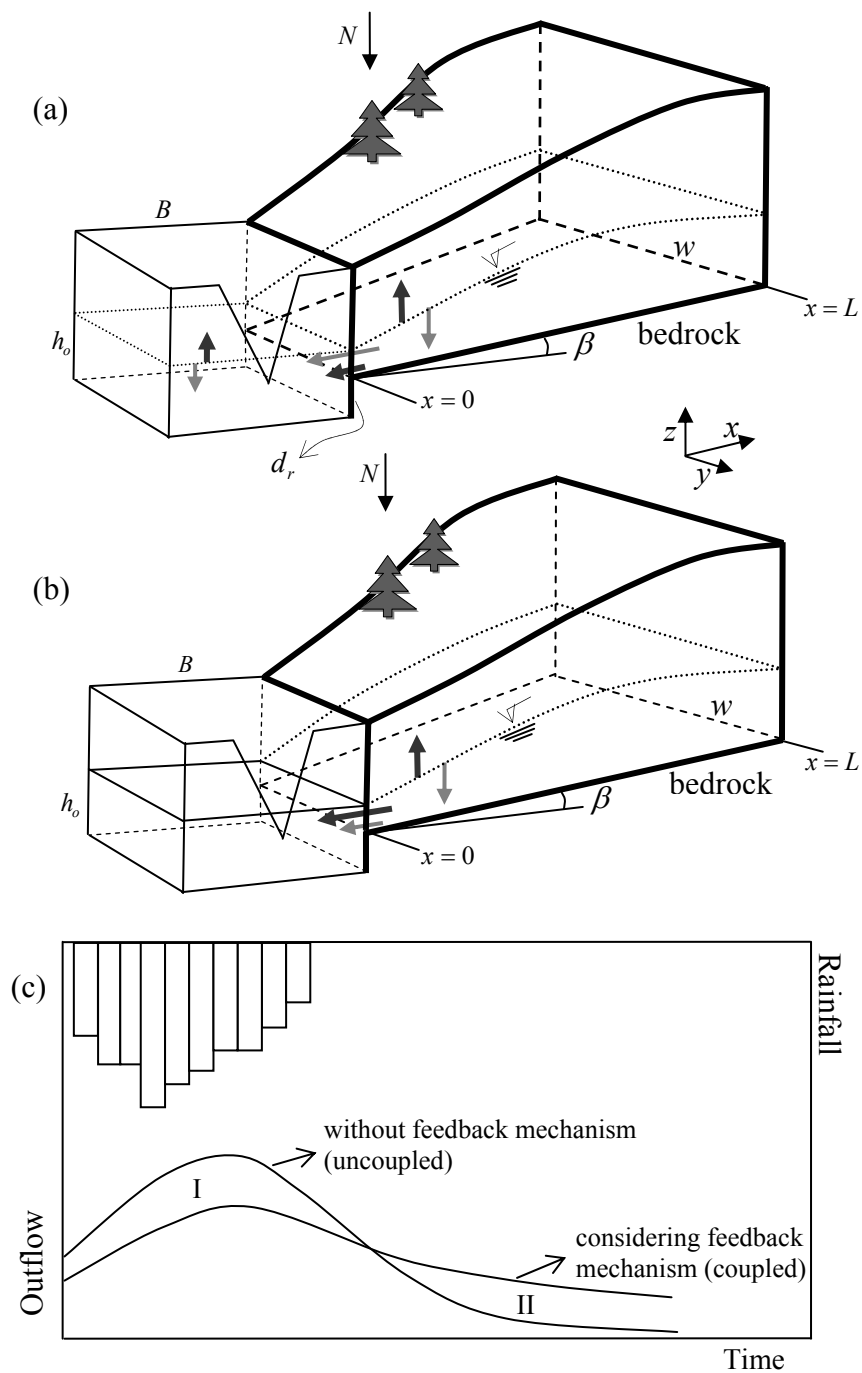 (a)
N
B
h_o
w
x = L
bedrock
β
x = 0
d_r
z
x
y
(b)
N
B
h_o
w
x = L
bedrock
β
x = 0
(c)
Rainfall
without feedback mechanism
(uncoupled)
I
considering feedback
mechanism (coupled)
II
Outflow
Time